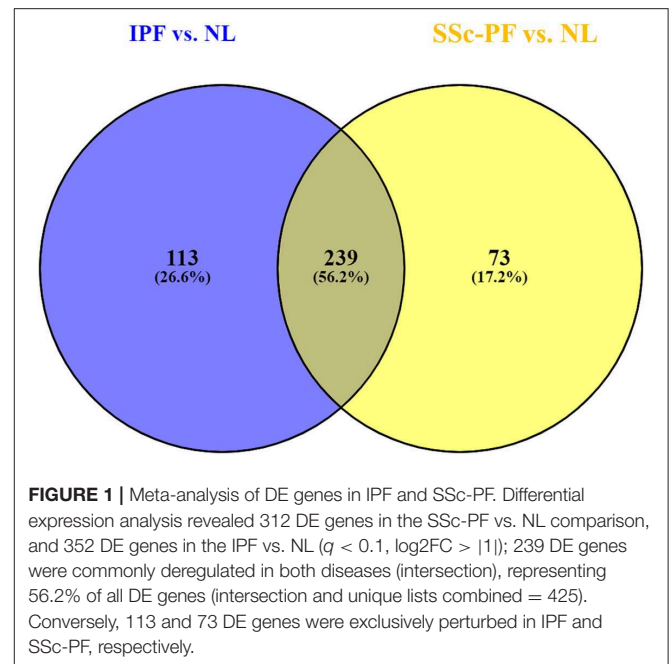 IPF vs. NL
SSc-PF vs. NL
113
(26.6%)
239
(56.2%)
73
(17.2%)
FIGURE 1 | Meta-analysis of DE genes in IPF and SSc-PF. Differential
expression analysis revealed 312 DE genes in the SSc-PF vs. NL comparison,
and 352 DE genes in the IPF vs. NL (q < 0.1, log2FC > |1|); 239 DE genes
were commonly deregulated in both diseases (intersection), representing
56.2% of all DE genes (intersection and unique lists combined = 425).
Conversely, 113 and 73 DE genes were exclusively perturbed in IPF and
SSc-PF, respectively.